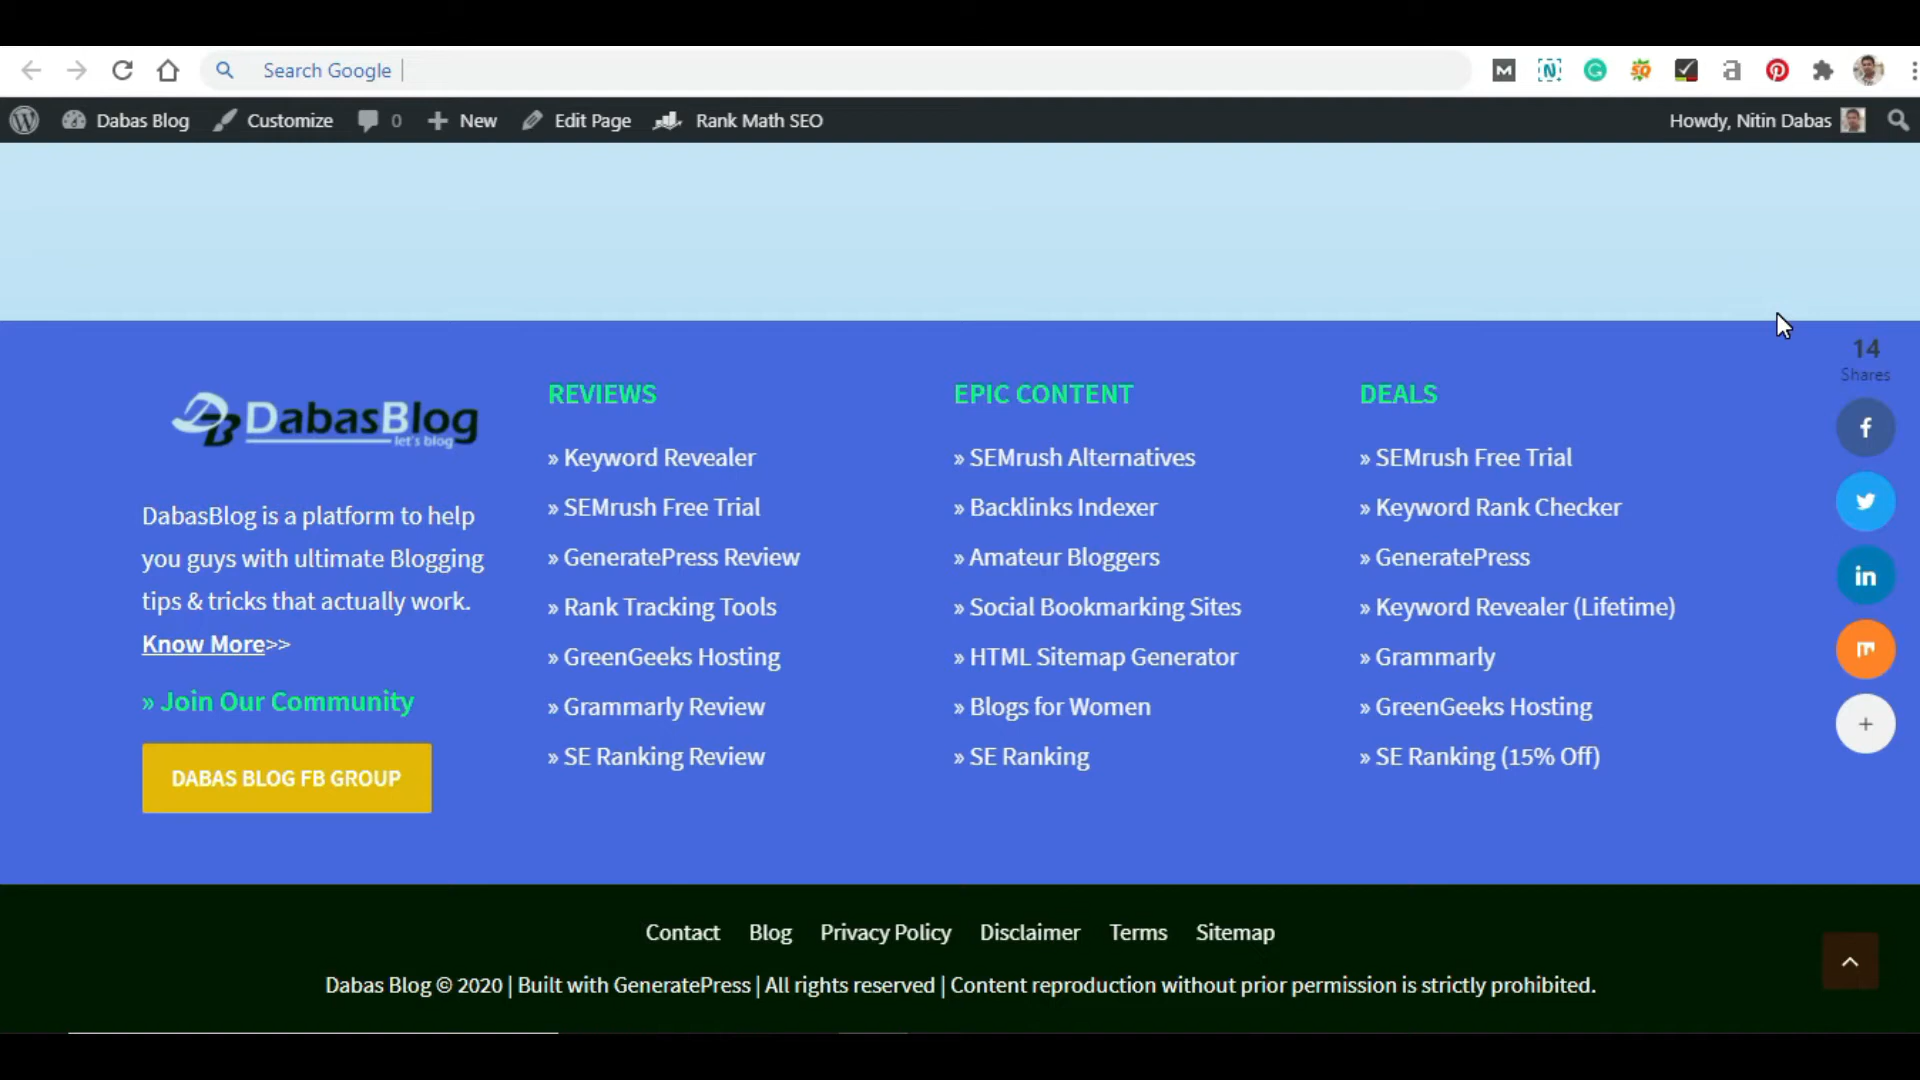 Search Google
Dabas Blog Customize 0 New Edit Page Rank Math SEO Howdy, Nitin Dabas
14
Shares
DabasBlog
let's blog
DabasBlog is a platform to help
you guys with ultimate Blogging
tips & tricks that actually work.
Know More>>
» Join Our Community
DABAS BLOG FB GROUP
REVIEWS
» Keyword Revealer
» SEMrush Free Trial
» GeneratePress Review
» Rank Tracking Tools
» GreenGeeks Hosting
» Grammarly Review
» SE Ranking Review
EPIC CONTENT
» SEMrush Alternatives
» Backlinks Indexer
» Amateur Bloggers
» Social Bookmarking Sites
» HTML Sitemap Generator
» Blogs for Women
» SE Ranking
DEALS
» SEMrush Free Trial
» Keyword Rank Checker
» GeneratePress
» Keyword Revealer (Lifetime)
» Grammarly
» GreenGeeks Hosting
» SE Ranking (15% Off)
Contact Blog Privacy Policy Disclaimer Terms Sitemap
Dabas Blog © 2020 | Built with GeneratePress | All rights reserved | Content reproduction without prior permission is strictly prohibited.